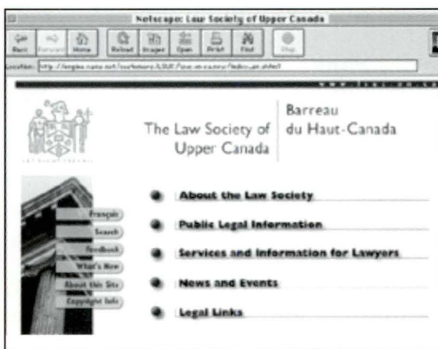 Netscape: Law Society of Upper Canada
Back
Forward
Home
Reload
Images
Open
Print
Find
Stop
Location:
The Law Society of
Upper Canada
Barreau
du Haut-Canada
Français
Search
Feedback
What's New
About this Site
Copyright Info
About the Law Society
Public Legal Information
Services and Information for Lawyers
News and Events
Legal Links